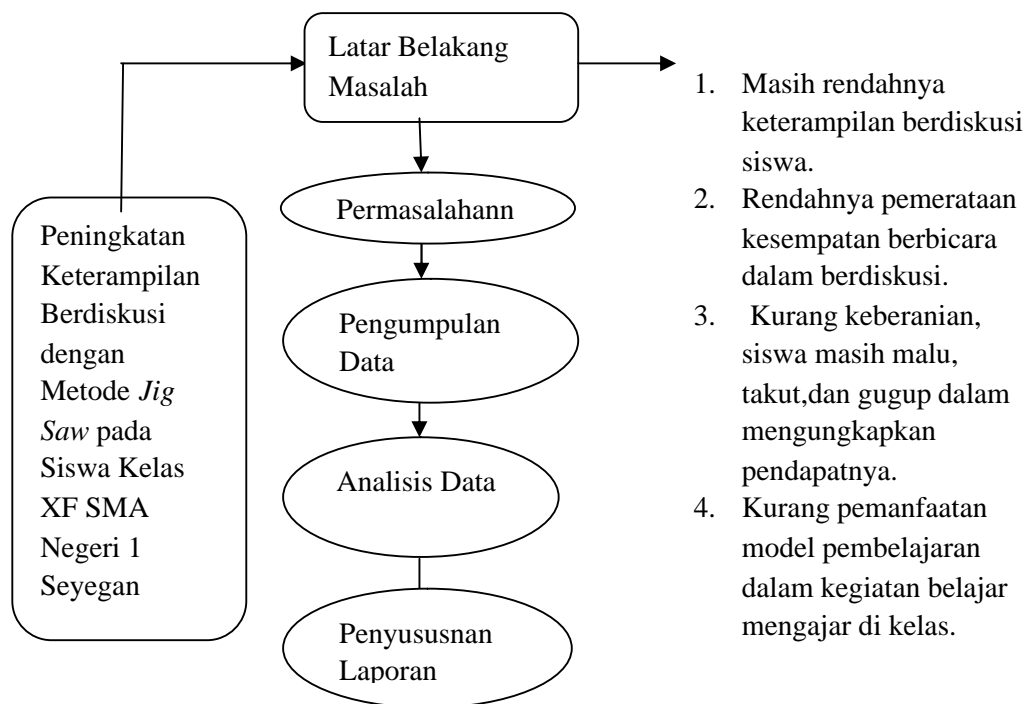 Latar Belakang
Masalah
Permasalahann
Pengumpulan
Data
Analisis Data
Penyususnan
Laporan
Peningkatan
Keterampilan
Berdiskusi
dengan
Metode Jig
Saw pada
Siswa Kelas
XF SMA
Negeri 1
Seyegan
1. Masih rendahnya
keterampilan berdiskusi
siswa.
2. Rendahnya pemerataan
kesempatan berbicara
dalam berdiskusi.
3. Kurang keberanian,
siswa masih malu,
takut,dan gugup dalam
mengungkapkan
pendapatnya.
4. Kurang pemanfaatan
model pembelajaran
dalam kegiatan belajar
mengajar di kelas.